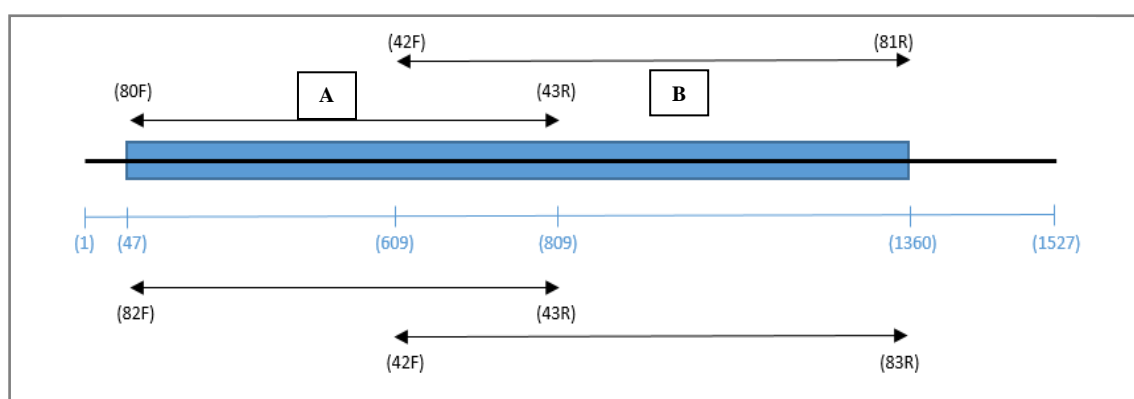 (42F) (81R)
(80F) A (43R) B
(1) (47) (609) (809) (1360) (1527)
(82F) (43R)
(42F) (83R)